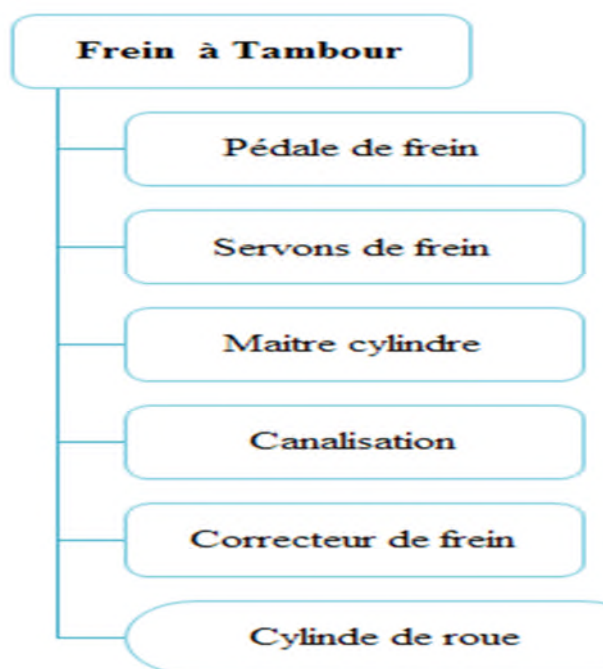 Frein à Tambour
Pédale de frein
Servons de frein
Maitre cylindre
Canalisation
Correcteur de frein
Cylinde de roue